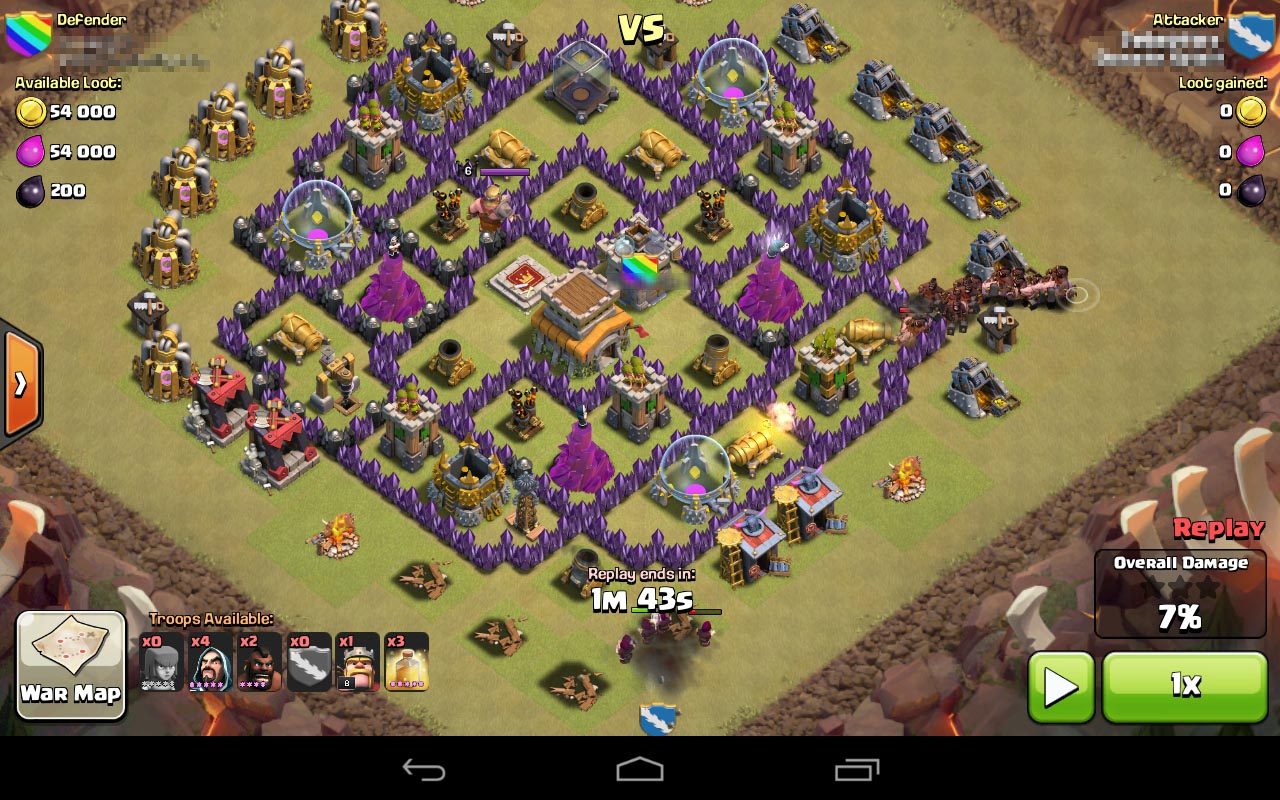 Defender
VS
Attacker
Available Loot:
54 000
54 000
200
Loot gained:
0
0
0
6
Replay
Overall Damage
7%
Replay ends in:
1M 43s
Troops Available:
x0
x4
x2
x0
x1
x3
8
War Map
1x